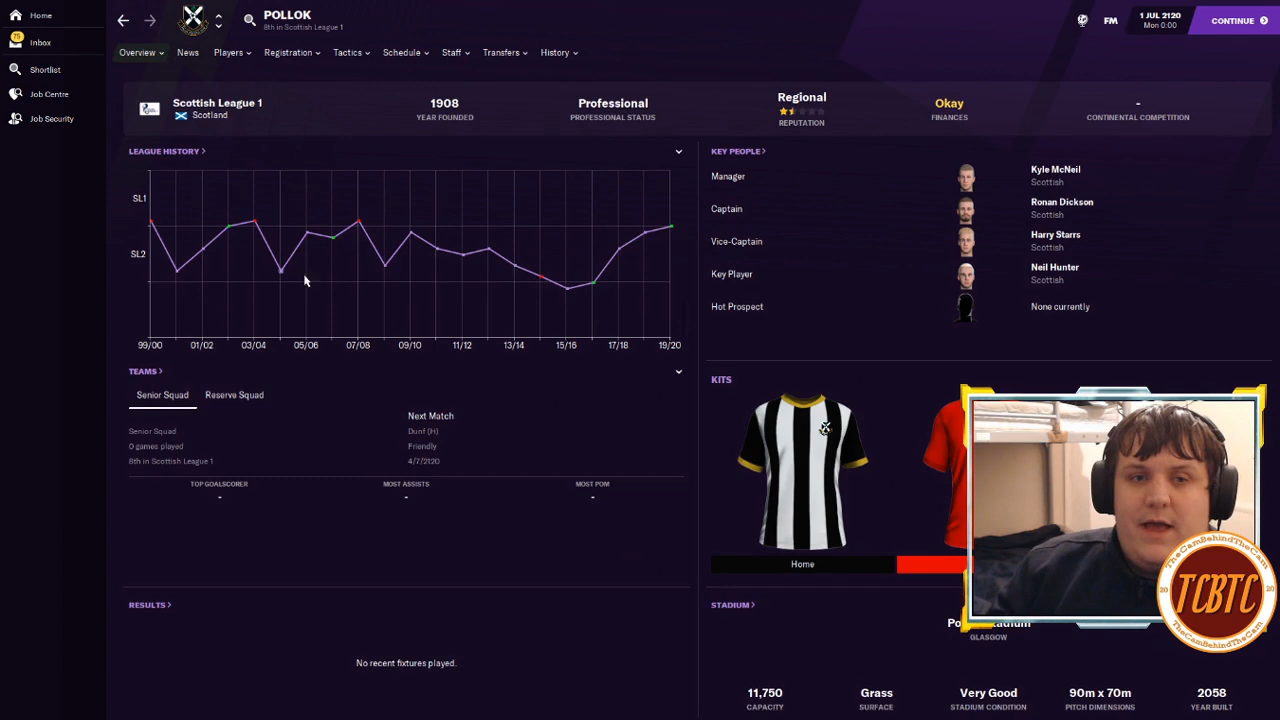 Home
75
Inbox
Shortlist
Job Centre
Job Security
POLLOK
8th in Scottish League 1
FM
1 JUL 2120
Mon 0:00
CONTINUE
Overview
News
Players
Registration
Tactics
Schedule
Staff
Transfers
History
Scottish League 1
Scotland
1908
YEAR FOUNDED
Professional
PROFESSIONAL STATUS
Regional
REPUTATION
Okay
FINANCES
-
CONTINENTAL COMPETITION
LEAGUE HISTORY
SL1
SL2
99/00 01/02 03/04 05/06 07/08 09/10 11/12 13/14 15/16 17/18 19/20
KEY PEOPLE
Manager
Kyle McNeil
Scottish
Captain
Ronan Dickson
Scottish
Vice-Captain
Harry Starrs
Scottish
Key Player
Neil Hunter
Scottish
Hot Prospect
None currently
TEAMS
Senior Squad Reserve Squad
Next Match
Senior Squad
Dunf (H)
0 games played
Friendly
8th in Scottish League 1
4/7/2120
TOP GOALSCORER
MOST ASSISTS
MOST POM
-
-
-
RESULTS
No recent fixtures played.
KITS
Home
STADIUM
GLASGOW
11,750
CAPACITY
Grass
SURFACE
Very Good
STADIUM CONDITION
90m x 70m
PITCH DIMENSIONS
2058
YEAR BUILT
TheCamBehindTheCam
20
TCBTC
20
TheCamBehindTheCam